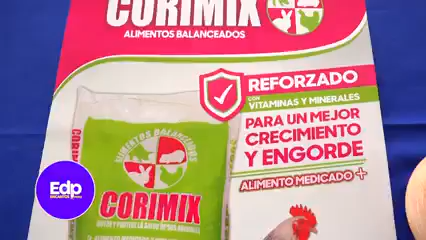 CORIMIX
ALIMENTOS BALANCEADOS
REFORZADO
con
VITAMINAS Y MINERALES
PARA UN MEJOR
CRECIMIENTO
Y ENGORDE
ALIMENTO MEDICADO +
ALIMENTOS BALANCEADOS
CORIMIX
Edp